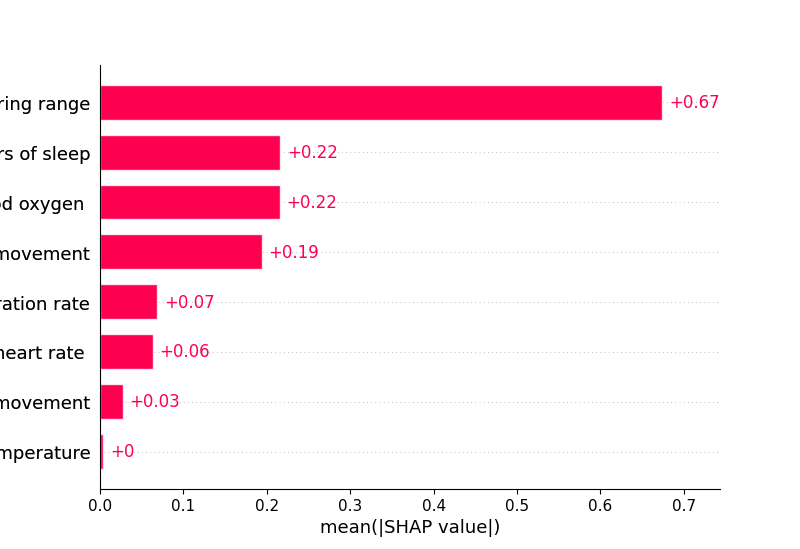 ring range +0.67
rs of sleep +0.22
od oxygen +0.22
movement +0.19
ration rate +0.07
heart rate +0.06
movement +0.03
mperature +0
0.0 0.1 0.2 0.3 0.4 0.5 0.6 0.7
mean(|SHAP value|)